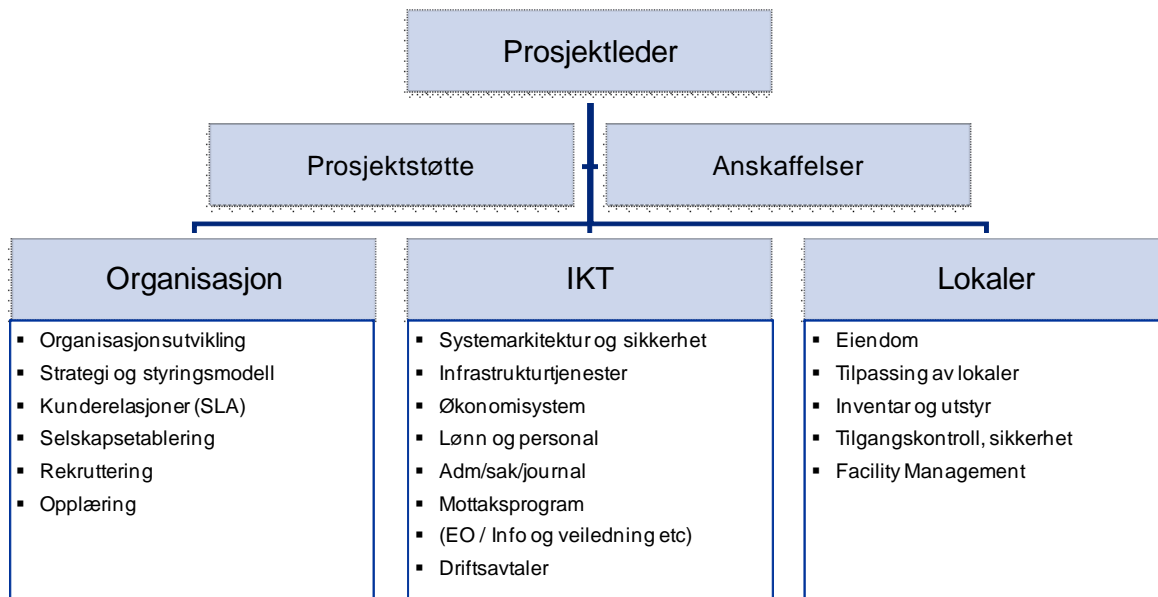 Prosjektleder
Prosjektstøtte
Anskaffelser
Organisasjon
▪ Organisasjonsutvikling
▪ Strategi og styringsmodell
▪ Kunderelasjoner (SLA)
▪ Selskapsetablering
▪ Rekruttering
▪ Opplæring
IKT
▪ Systemarkitektur og sikkerhet
▪ Infrastrukturtjenester
▪ Økonomisystem
▪ Lønn og personal
▪ Adm/sak/journal
▪ Mottaksprogram
▪ (EO / Info og veiledning etc)
▪ Driftsavtaler
Lokaler
▪ Eiendom
▪ Tilpassing av lokaler
▪ Inventar og utstyr
▪ Tilgangskontroll, sikkerhet
▪ Facility Management